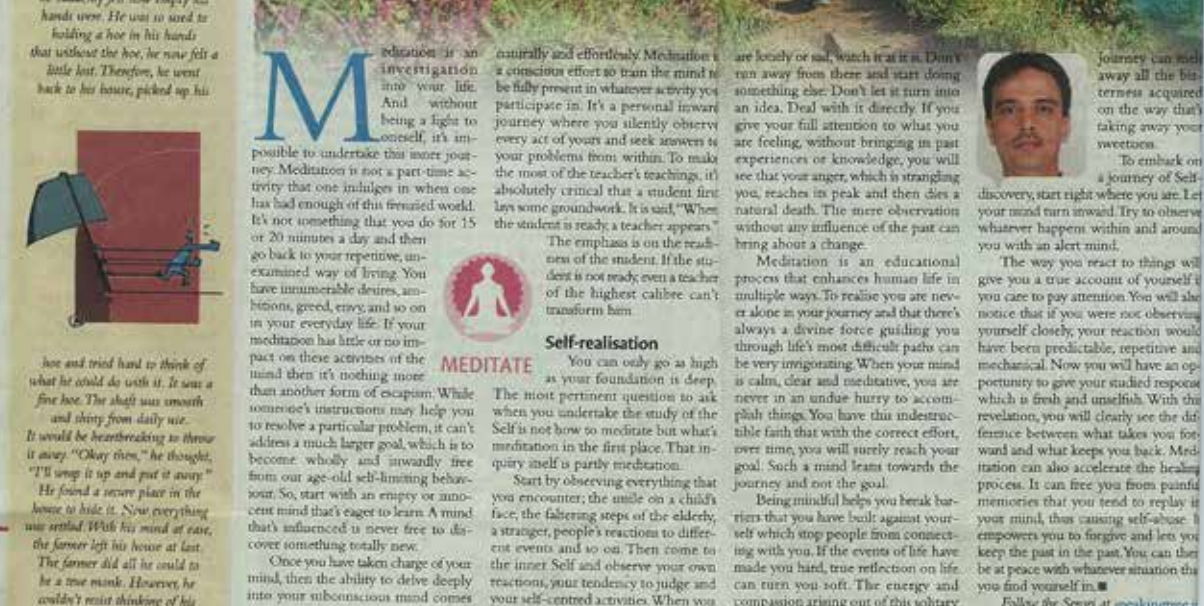 hands were. He was so used to
holding a hoe in his hands
that without the hoe, he now felt a
little lost. Therefore, he went
back to his house, picked up his
hoe and tried hard to think of
what he could do with it. It was a
fine hoe. The shaft was smooth
and shiny from daily use.
It would be heartbreaking to throw
it away. "Okay then," he thought,
"I'll wrap it up and put it away."
He found a secure place in the
house to hide it. Now everything
was settled. With his mind at ease,
the farmer left his house at last.
The farmer did all he could to
be a true monk. However, he
couldn't resist thinking of his
Meditation is an
investigation
into your life.
And without
being a light to
oneself, it's im-
possible to undertake this inner jour-
ney. Meditation is not a part-time ac-
tivity that one indulges in when one
has had enough of this frenzied world.
It's not something that you do for 15
or 20 minutes a day and then
go back to your repetitive, un-
examined way of living. You
have innumerable desires, am-
bitions, greed, envy, and so on
in your everyday life. If your
meditation has little or no im-
pact on these activities of the
mind then it's nothing more
than another form of escapism. While
someone's instructions may help you
to resolve a particular problem, it can't
address a much larger goal, which is to
become wholly and inwardly free
from our age-old self-limiting behav-
iour. So, start with an empty or inno-
cent mind that's eager to learn. A mind
that's influenced is never free to dis-
cover something totally new.
Once you have taken charge of your
mind, then the ability to delve deeply
into your subconscious mind comes
naturally and effortlessly. Meditation is
a conscious effort to train the mind to
be fully present in whatever activity you
participate in. It's a personal inward
journey where you silently observe
every act of yours and seek answers to
your problems from within. To make
the most of the teacher's teachings, it's
absolutely critical that a student first
lays some groundwork. It is said, "When
the student is ready, a teacher appears."
The emphasis is on the readi-
ness of the student. If the stu-
dent is not ready, even a teacher
of the highest calibre can't
transform him.
MEDITATE
Self-realisation
You can only go as high
as your foundation is deep.
The most pertinent question to ask
when you undertake the study of the
Self is not how to meditate but what's
meditation in the first place. That in-
quiry itself is partly meditation.
Start by observing everything that
you encounter; the smile on a child's
face, the faltering steps of the elderly,
a stranger, people's reactions to differ-
ent events and so on. Then come to
the inner Self and observe your own
reactions, your tendency to judge and
your self-centred activities. When you
are lonely or sad, watch it as it is. Don't
run away from there and start doing
something else. Don't let it turn into
an idea. Deal with it directly. If you
give your full attention to what you
are feeling, without bringing in past
experiences or knowledge, you will
see that your anger, which is strangling
you, reaches its peak and then dies a
natural death. The mere observation
without any influence of the past can
bring about a change.
Meditation is an educational
process that enhances human life in
multiple ways. To realise you are nev-
er alone in your journey and that there's
always a divine force guiding you
through life's most difficult paths can
be very invigorating. When your mind
is calm, clear and meditative, you are
never in an undue hurry to accom-
plish things. You have this indestruc-
tible faith that with the correct effort,
over time, you will surely reach your
goal. Such a mind leans towards the
journey and not the goal.
Being mindful helps you break bar-
riers that you have built against your-
self which stop people from connect-
ing with you. If the events of life have
made you hard, true reflection on life
can turn you soft. The energy and
compassion arising out of this solitary
journey can
away all the bit
terness acquired
on the way that
taking away you
sweetness.
To embark on
a journey of Self-
discovery, start right where you are. Let
your mind turn inward. Try to observe
whatever happens within and around
you with an alert mind.
The way you react to things will
give you a true account of yourself if
you care to pay attention. You will also
notice that if you were not observing
yourself closely, your reaction would
have been predictable, repetitive and
mechanical. Now you will have an op
portunity to give your studied response
which is fresh and unselfish. With this
revelation, you will clearly see the dif
ference between what takes you for
ward and what keeps you back. Med
itation can also accelerate the healing
process. It can free you from painful
memories that you tend to replay in
your mind, thus causing self-abuse.
empowers you to forgive and lets you
keep the past in the past. You can then
be at peace with whatever situation
you find yourself in.